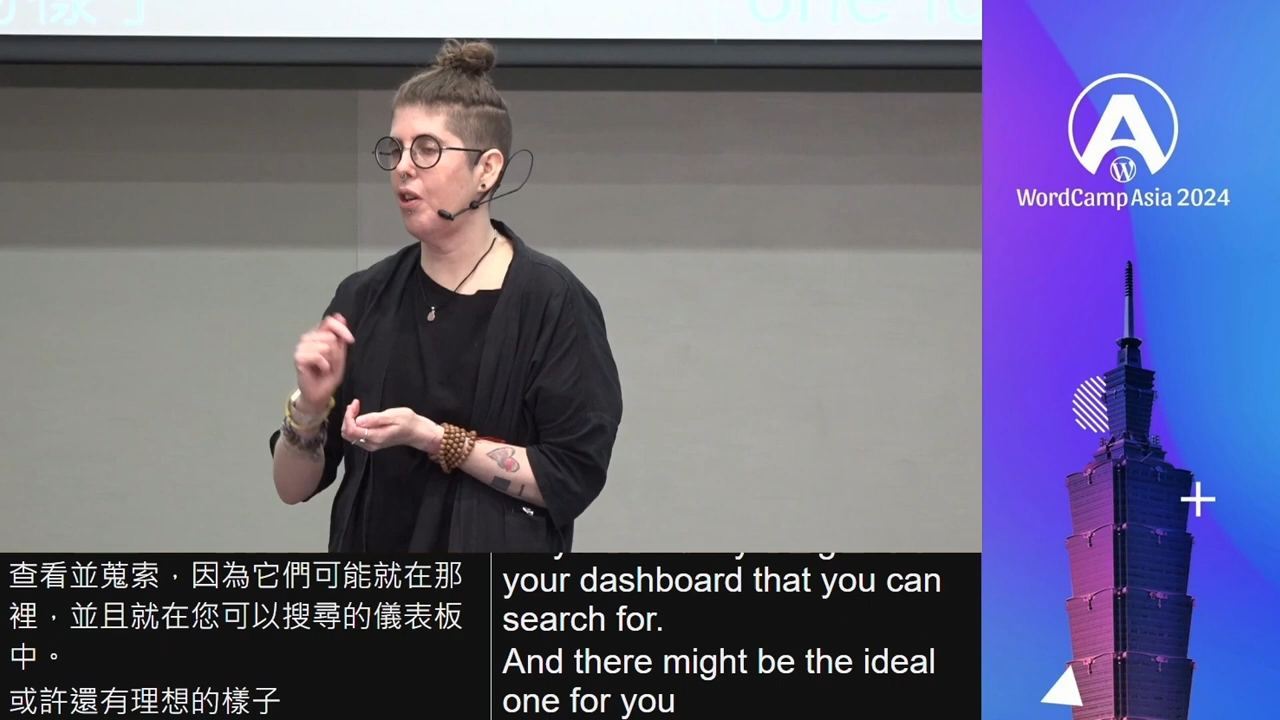 one fo
WordCamp Asia 2024
查看並蒐索，因為它們可能就在那
裡，並且就在您可以搜尋的儀表板
中。
或許還有理想的樣子
your dashboard that you can
search for.
And there might be the ideal
one for you